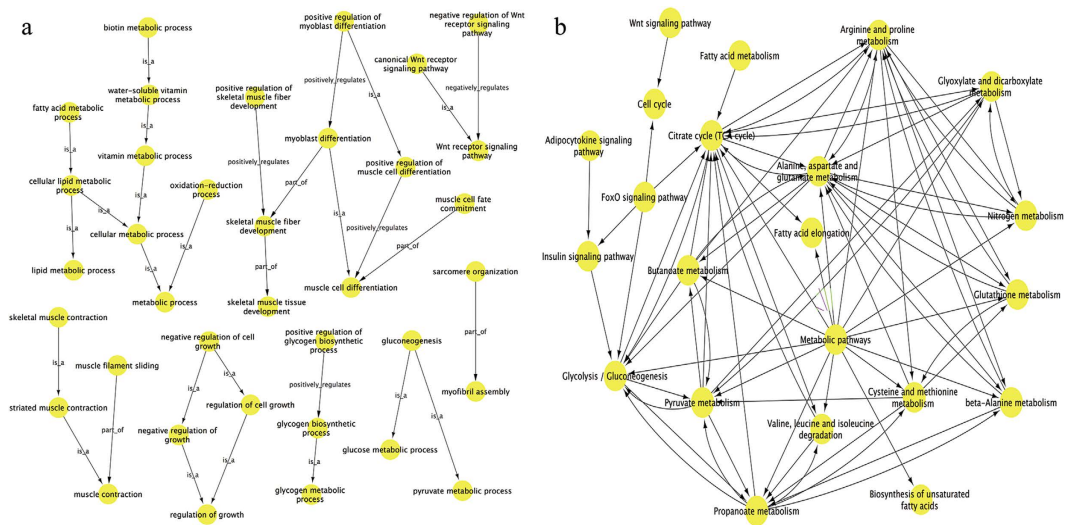 a
biotin metabolic process
is_a
water-soluble vitamin
metabolic process
fatty acid metabolic
process
is_a
is_a
vitamin metabolic process
cellular lipid metabolic
process
is_a
is_a
is_a
oxidation-reduction
process
cellular metabolic process
lipid metabolic process
is_a
is_a
metabolic process
positive regulation of
myoblast differentiation
positively_regulates
is_a
positive regulation of
skeletal muscle fiber
development
positively_regulates
myoblast differentiation
part_of
is_a
positive regulation of
muscle cell differentiation
positively_regulates
skeletal muscle fiber
development
part_of
skeletal muscle tissue
development
muscle cell differentiation
negative regulation of Wnt
receptor signaling
pathway
canonical Wnt receptor
signaling pathway
negatively_regulates
is_a
Wnt receptor signaling
pathway
muscle cell fate
commitment
part_of
sarcomere organization
part_of
myofibril assembly
skeletal muscle contraction
is_a
muscle filament sliding
striated muscle contraction
part_of
is_a
muscle contraction
negative regulation of cell
growth
is_a
is_a
regulation of cell growth
negative regulation of
growth
is_a
is_a
regulation of growth
positive regulation of
glycogen biosynthetic
process
positively_regulates
glycogen biosynthetic
process
is_a
glycogen metabolic
process
gluconeogenesis
is_a
is_a
glucose metabolic process
pyruvate metabolic process
b
Wnt signaling pathway
Fatty acid metabolism
Arginine and proline
metabolism
Glyoxylate and dicarboxylate
metabolism
Cell cycle
Citrate cycle (TCA cycle)
Adipocytokine signaling
pathway
Alanine, aspartate and
glutamate metabolism
FoxO signaling pathway
Nitrogen metabolism
Fatty acid elongation
Insulin signaling pathway
Butanoate metabolism
Glutathione metabolism
Metabolic pathways
Glycolysis / Gluconeogenesis
Pyruvate metabolism
Cysteine and methionine
metabolism
beta-Alanine metabolism
Valine, leucine and isoleucine
degradation
Propanoate metabolism
Biosynthesis of unsaturated
fatty acids